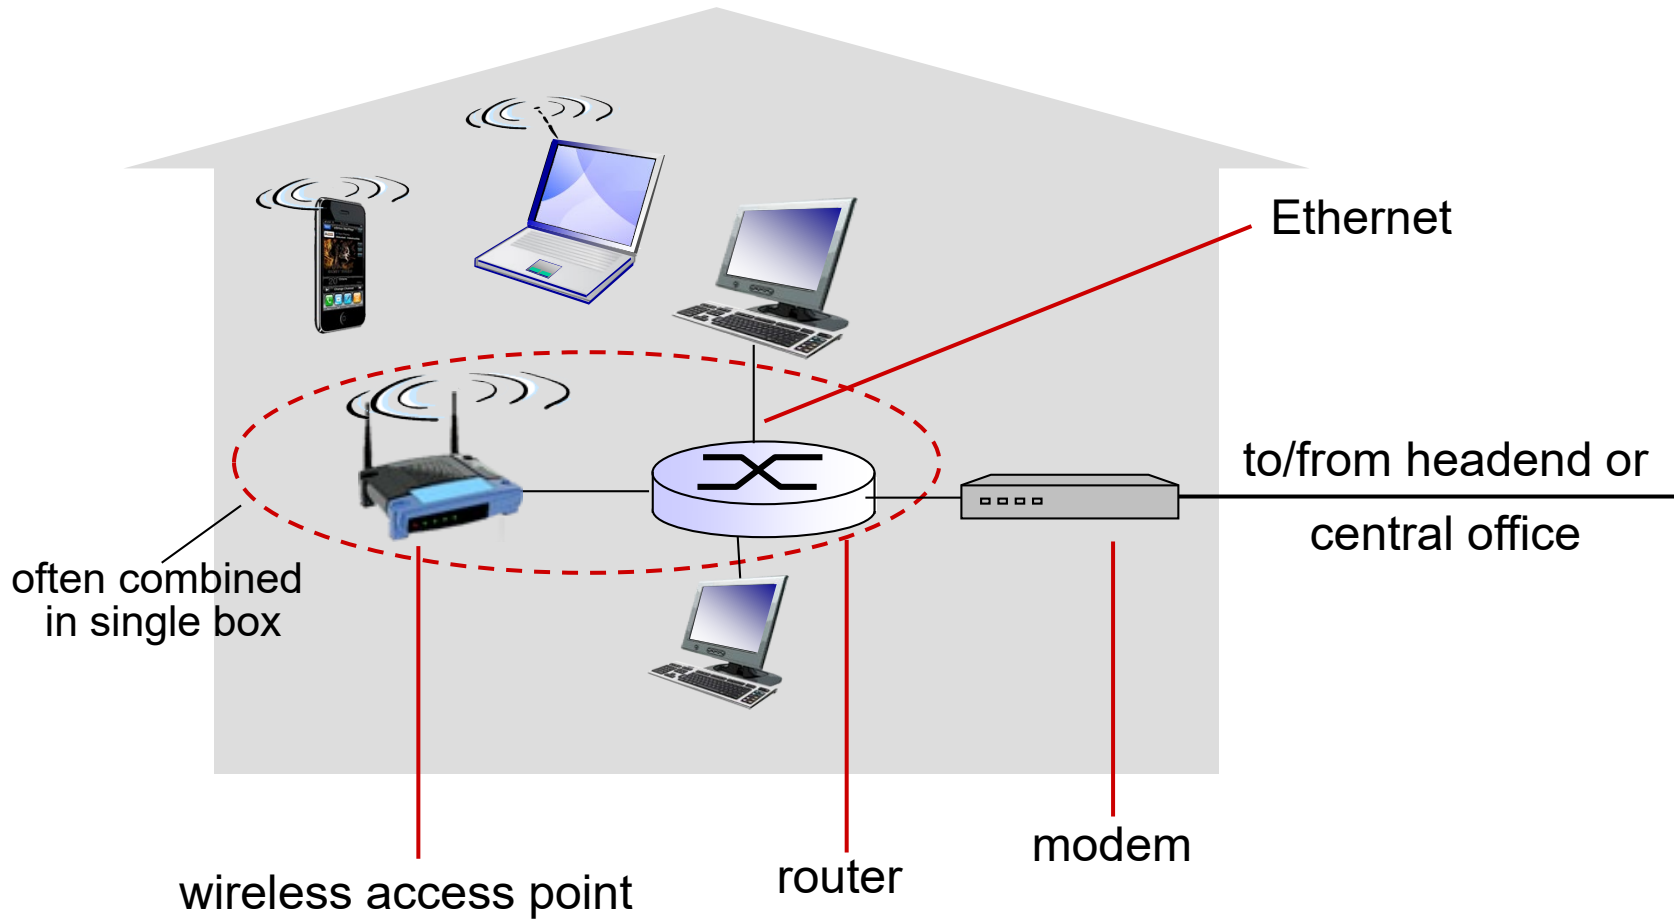 Ethernet
to/from headend or
central office
often combined
in single box
modem
router
wireless access point